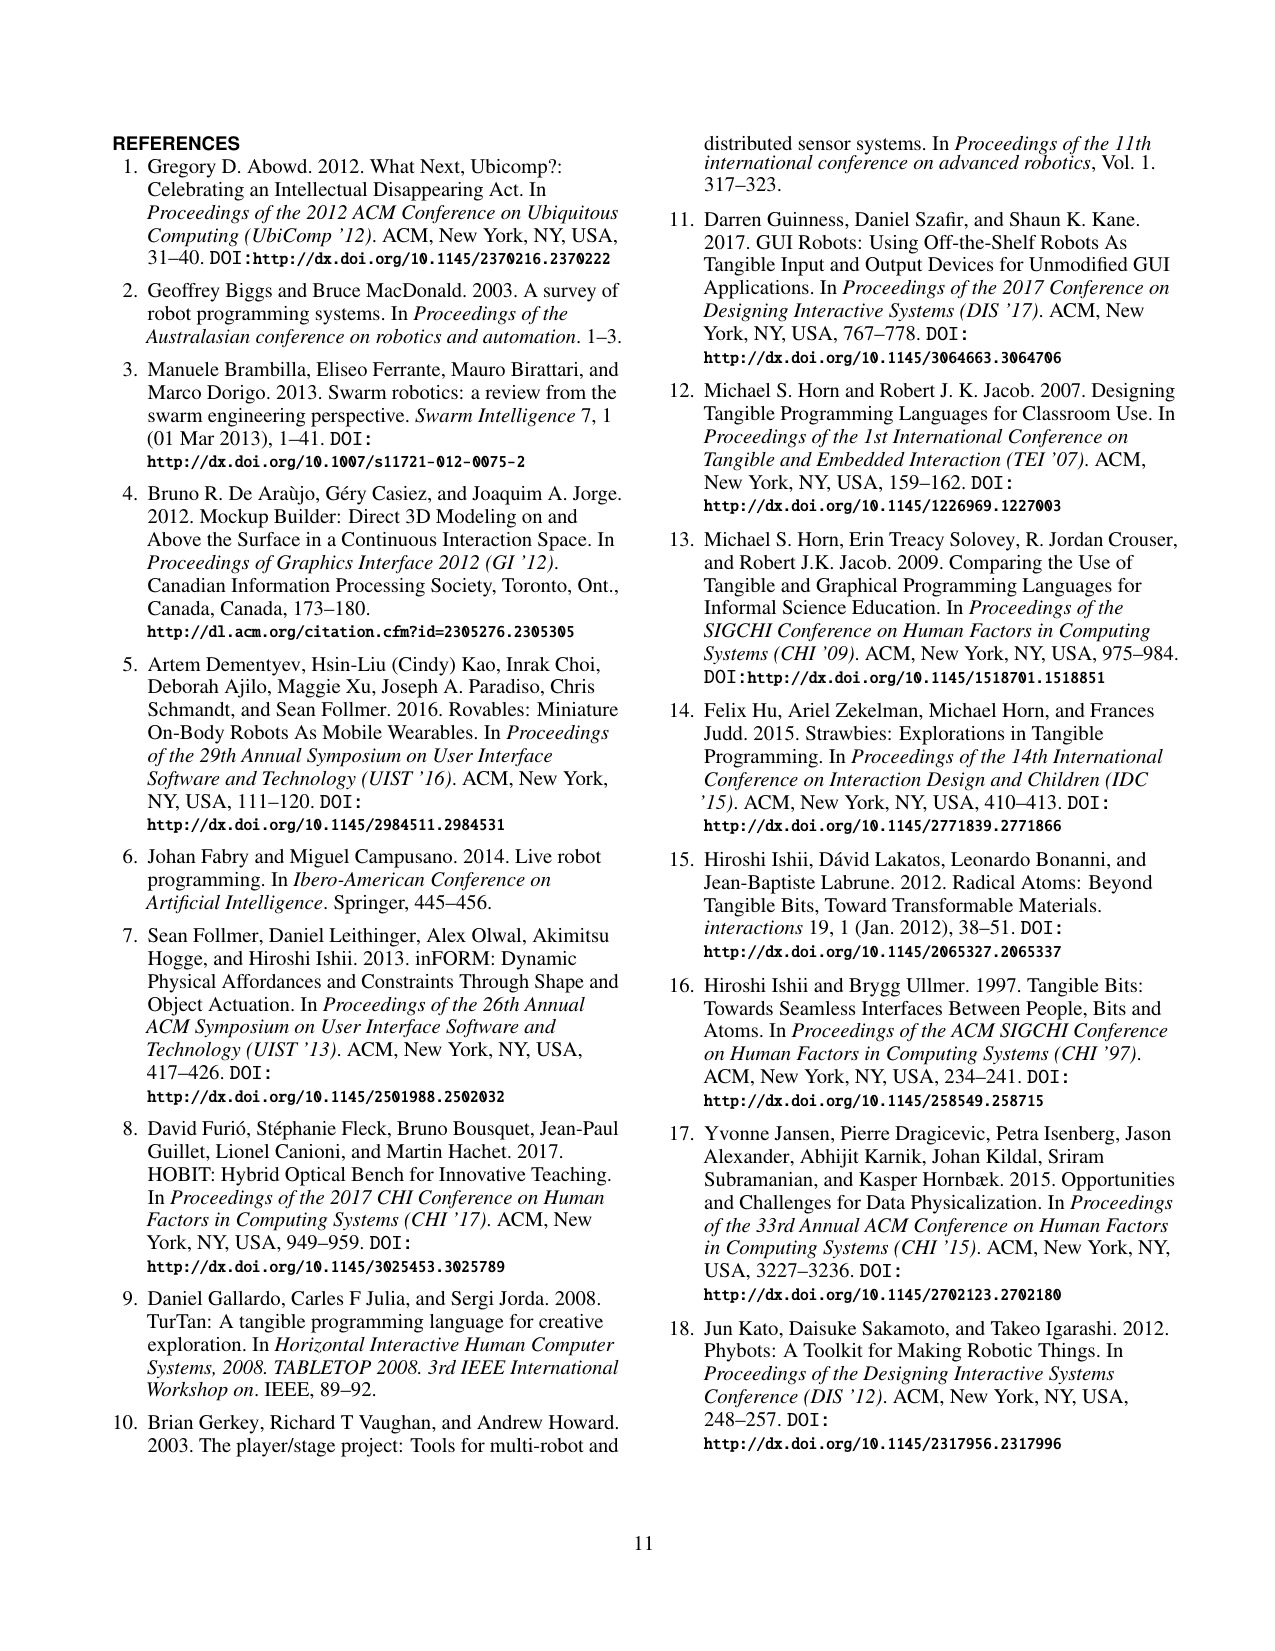 REFERENCES
1. Gregory D. Abowd. 2012. What Next, Ubicomp?:
Celebrating an Intellectual Disappearing Act. In
Proceedings of the 2012 ACM Conference on Ubiquitous
Computing (UbiComp '12). ACM, New York, NY, USA,
31–40. DOI:http://dx.doi.org/10.1145/2370216.2370222
2. Geoffrey Biggs and Bruce MacDonald. 2003. A survey of
robot programming systems. In Proceedings of the
Australasian conference on robotics and automation. 1–3.
3. Manuele Brambilla, Eliseo Ferrante, Mauro Birattari, and
Marco Dorigo. 2013. Swarm robotics: a review from the
swarm engineering perspective. Swarm Intelligence 7, 1
(01 Mar 2013), 1–41. DOI:
http://dx.doi.org/10.1007/s11721-012-0075-2
4. Bruno R. De Araùjo, Géry Casiez, and Joaquim A. Jorge.
2012. Mockup Builder: Direct 3D Modeling on and
Above the Surface in a Continuous Interaction Space. In
Proceedings of Graphics Interface 2012 (GI '12).
Canadian Information Processing Society, Toronto, Ont.,
Canada, Canada, 173–180.
http://dl.acm.org/citation.cfm?id=2305276.2305305
5. Artem Dementyev, Hsin-Liu (Cindy) Kao, Inrak Choi,
Deborah Ajilo, Maggie Xu, Joseph A. Paradiso, Chris
Schmandt, and Sean Follmer. 2016. Rovables: Miniature
On-Body Robots As Mobile Wearables. In Proceedings
of the 29th Annual Symposium on User Interface
Software and Technology (UIST '16). ACM, New York,
NY, USA, 111–120. DOI:
http://dx.doi.org/10.1145/2984511.2984531
6. Johan Fabry and Miguel Campusano. 2014. Live robot
programming. In Ibero-American Conference on
Artificial Intelligence. Springer, 445–456.
7. Sean Follmer, Daniel Leithinger, Alex Olwal, Akimitsu
Hogge, and Hiroshi Ishii. 2013. inFORM: Dynamic
Physical Affordances and Constraints Through Shape and
Object Actuation. In Proceedings of the 26th Annual
ACM Symposium on User Interface Software and
Technology (UIST '13). ACM, New York, NY, USA,
417–426. DOI:
http://dx.doi.org/10.1145/2501988.2502032
8. David Furió, Stéphanie Fleck, Bruno Bousquet, Jean-Paul
Guillet, Lionel Canioni, and Martin Hachet. 2017.
HOBIT: Hybrid Optical Bench for Innovative Teaching.
In Proceedings of the 2017 CHI Conference on Human
Factors in Computing Systems (CHI '17). ACM, New
York, NY, USA, 949–959. DOI:
http://dx.doi.org/10.1145/3025453.3025789
9. Daniel Gallardo, Carles F Julia, and Sergi Jorda. 2008.
TurTan: A tangible programming language for creative
exploration. In Horizontal Interactive Human Computer
Systems, 2008. TABLETOP 2008. 3rd IEEE International
Workshop on. IEEE, 89–92.
10. Brian Gerkey, Richard T Vaughan, and Andrew Howard.
2003. The player/stage project: Tools for multi-robot and
distributed sensor systems. In Proceedings of the 11th
international conference on advanced robotics, Vol. 1.
317–323.
11. Darren Guinness, Daniel Szafir, and Shaun K. Kane.
2017. GUI Robots: Using Off-the-Shelf Robots As
Tangible Input and Output Devices for Unmodified GUI
Applications. In Proceedings of the 2017 Conference on
Designing Interactive Systems (DIS '17). ACM, New
York, NY, USA, 767–778. DOI:
http://dx.doi.org/10.1145/3064663.3064706
12. Michael S. Horn and Robert J. K. Jacob. 2007. Designing
Tangible Programming Languages for Classroom Use. In
Proceedings of the 1st International Conference on
Tangible and Embedded Interaction (TEI '07). ACM,
New York, NY, USA, 159–162. DOI:
http://dx.doi.org/10.1145/1226969.1227003
13. Michael S. Horn, Erin Treacy Solovey, R. Jordan Crouser,
and Robert J.K. Jacob. 2009. Comparing the Use of
Tangible and Graphical Programming Languages for
Informal Science Education. In Proceedings of the
SIGCHI Conference on Human Factors in Computing
Systems (CHI '09). ACM, New York, NY, USA, 975–984.
DOI:http://dx.doi.org/10.1145/1518701.1518851
14. Felix Hu, Ariel Zekelman, Michael Horn, and Frances
Judd. 2015. Strawbies: Explorations in Tangible
Programming. In Proceedings of the 14th International
Conference on Interaction Design and Children (IDC
'15). ACM, New York, NY, USA, 410–413. DOI:
http://dx.doi.org/10.1145/2771839.2771866
15. Hiroshi Ishii, Dávid Lakatos, Leonardo Bonanni, and
Jean-Baptiste Labrune. 2012. Radical Atoms: Beyond
Tangible Bits, Toward Transformable Materials.
interactions 19, 1 (Jan. 2012), 38–51. DOI:
http://dx.doi.org/10.1145/2065327.2065337
16. Hiroshi Ishii and Brygg Ullmer. 1997. Tangible Bits:
Towards Seamless Interfaces Between People, Bits and
Atoms. In Proceedings of the ACM SIGCHI Conference
on Human Factors in Computing Systems (CHI '97).
ACM, New York, NY, USA, 234–241. DOI:
http://dx.doi.org/10.1145/258549.258715
17. Yvonne Jansen, Pierre Dragicevic, Petra Isenberg, Jason
Alexander, Abhijit Karnik, Johan Kildal, Sriram
Subramanian, and Kasper Hornbæk. 2015. Opportunities
and Challenges for Data Physicalization. In Proceedings
of the 33rd Annual ACM Conference on Human Factors
in Computing Systems (CHI '15). ACM, New York, NY,
USA, 3227–3236. DOI:
http://dx.doi.org/10.1145/2702123.2702180
18. Jun Kato, Daisuke Sakamoto, and Takeo Igarashi. 2012.
Phybots: A Toolkit for Making Robotic Things. In
Proceedings of the Designing Interactive Systems
Conference (DIS '12). ACM, New York, NY, USA,
248–257. DOI:
http://dx.doi.org/10.1145/2317956.2317996
11